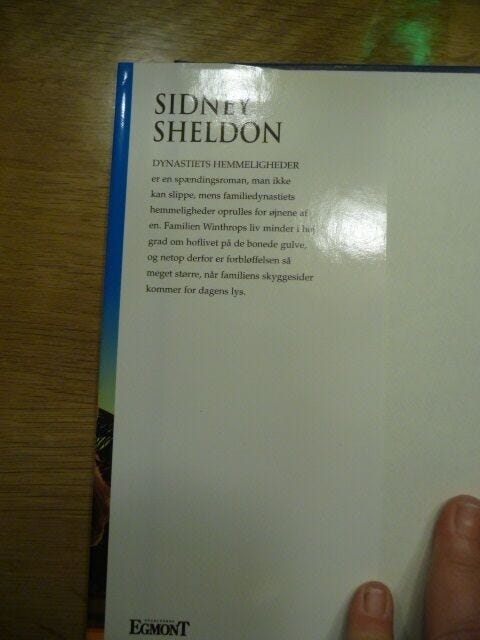 SIDNEY
SHELDON
DYNASTIETS HEMMELIGHEDER
er en spændingsroman, man ikke
kan slippe, mens familiedynastiets
hemmeligheder oprulles for øjnene af
en. Familien Winthrops liv minder i høj
grad om hoflivet på de bonede gulve,
og netop derfor er forbløffelsen så
meget større, når familiens skyggesider
kommer for dagens lys.
EGMONT